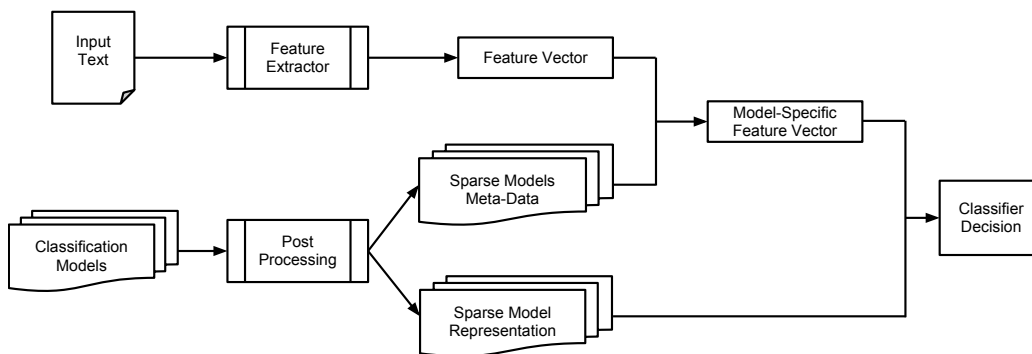 Input
Text
Feature
Extractor
Feature Vector
Model-Specific
Feature Vector
Sparse Models
Meta-Data
Classification
Models
Post
Processing
Classifier
Decision
Sparse Model
Representation